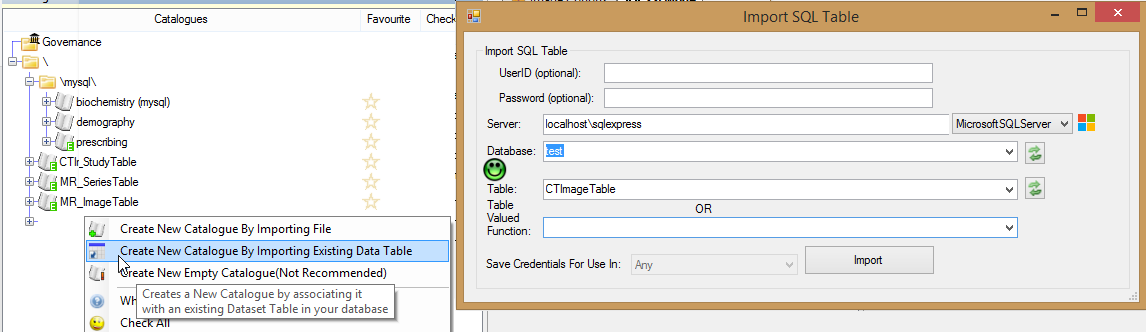 Catalogues Favourite Check
Governance
\
\mysql\
biochemistry (mysql)
demography
prescribing
CTIr_StudyTable
MR_SeriesTable
MR_ImageTable
Create New Catalogue By Importing File
Create New Catalogue By Importing Existing Data Table
Create New Empty Catalogue(Not Recommended)
Creates a New Catalogue by associating it
with an existing Dataset Table in your database
Wh
Check All
Import SQL Table
Import SQL Table
UserID (optional):
Password (optional):
Server: localhost\sqlexpress MicrosoftSQLServer
Database: test
Table: CTImageTable
OR
Table
Valued
Function:
Save Credentials For Use In: Any Import